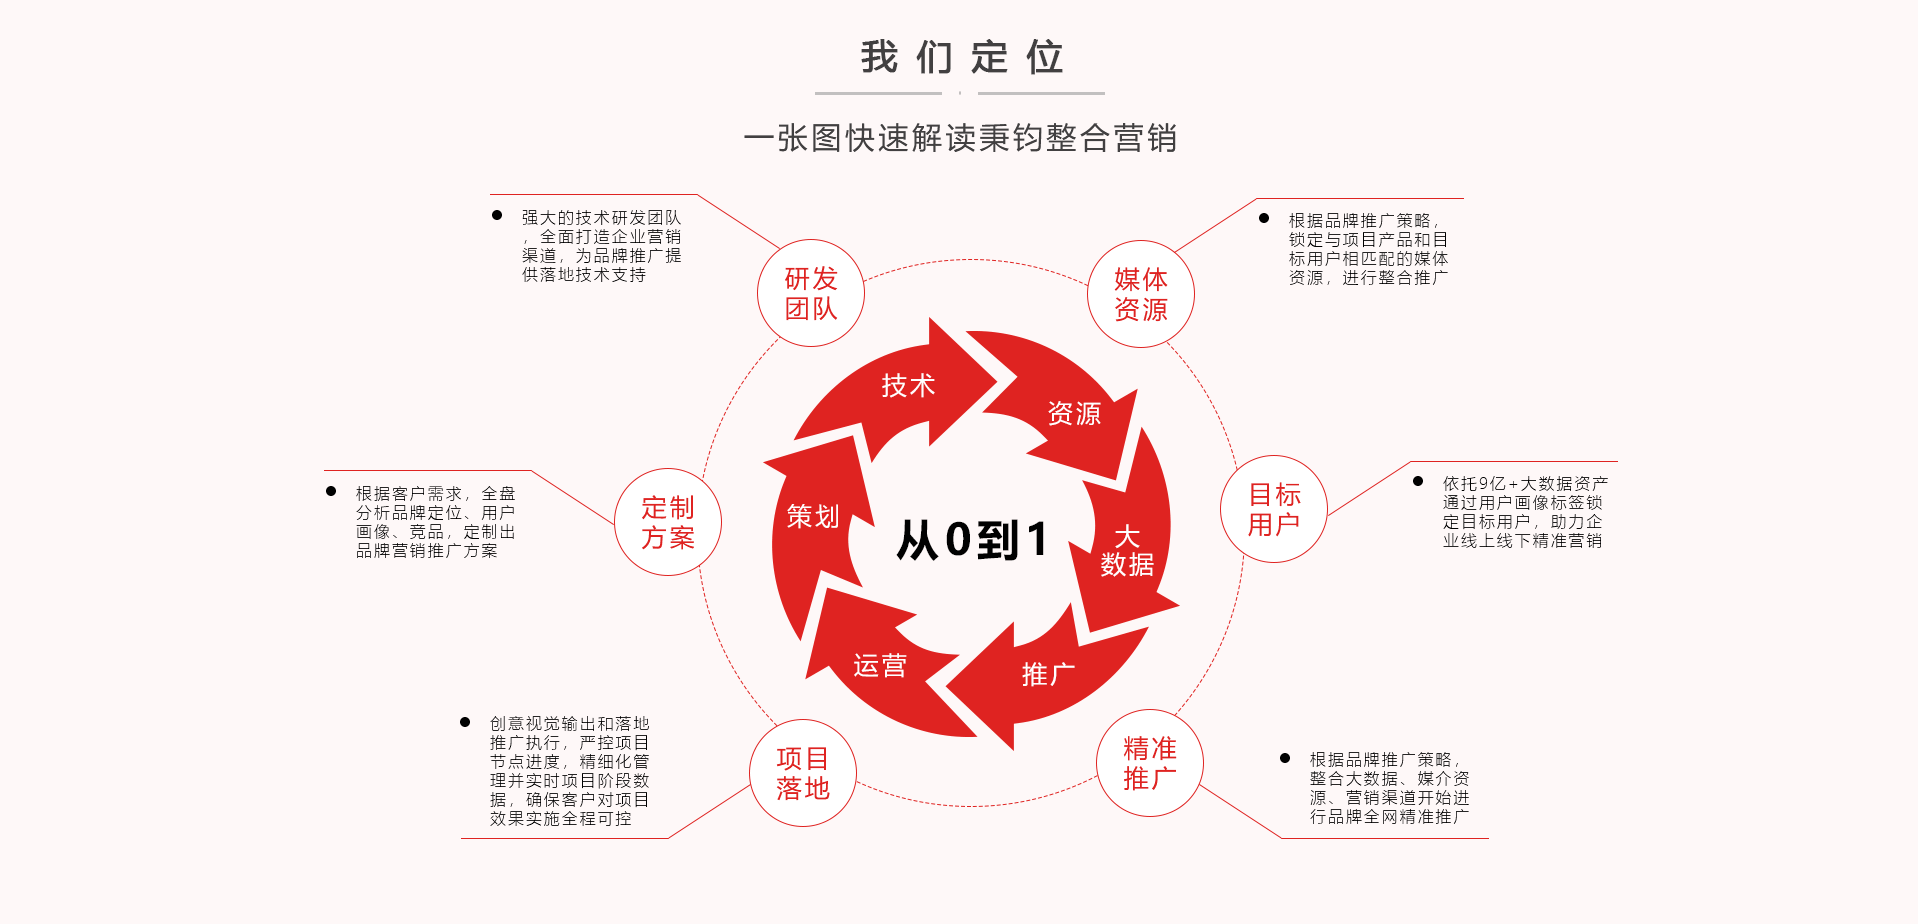 我们定位
一张图快速解读秉钧整合营销
强大的技术研发团队
，全面打造企业营销
渠道，为品牌推广提
供落地技术支持
研发
团队
媒体
资源
根据品牌推广策略，
锁定与项目产品和目
标用户相匹配的媒体
资源，进行整合推广
技术
资源
根据客户需求，全盘
分析品牌定位、用户
画像、竞品，定制出
品牌营销推广方案
定制
方案
策划
从0到1
大
数据
目标
用户
依托9亿+大数据资产
通过用户画像标签锁
定目标用户，助力企
业线上线下精准营销
运营
推广
创意视觉输出和落地
推广执行，严控项目
节点进度，精细化管
理并实时项目阶段数
据，确保客户对项目
效果实施全程可控
项目
落地
精准
推广
根据品牌推广策略，
整合大数据、媒介资
源、营销渠道开始进
行品牌全网精准推广